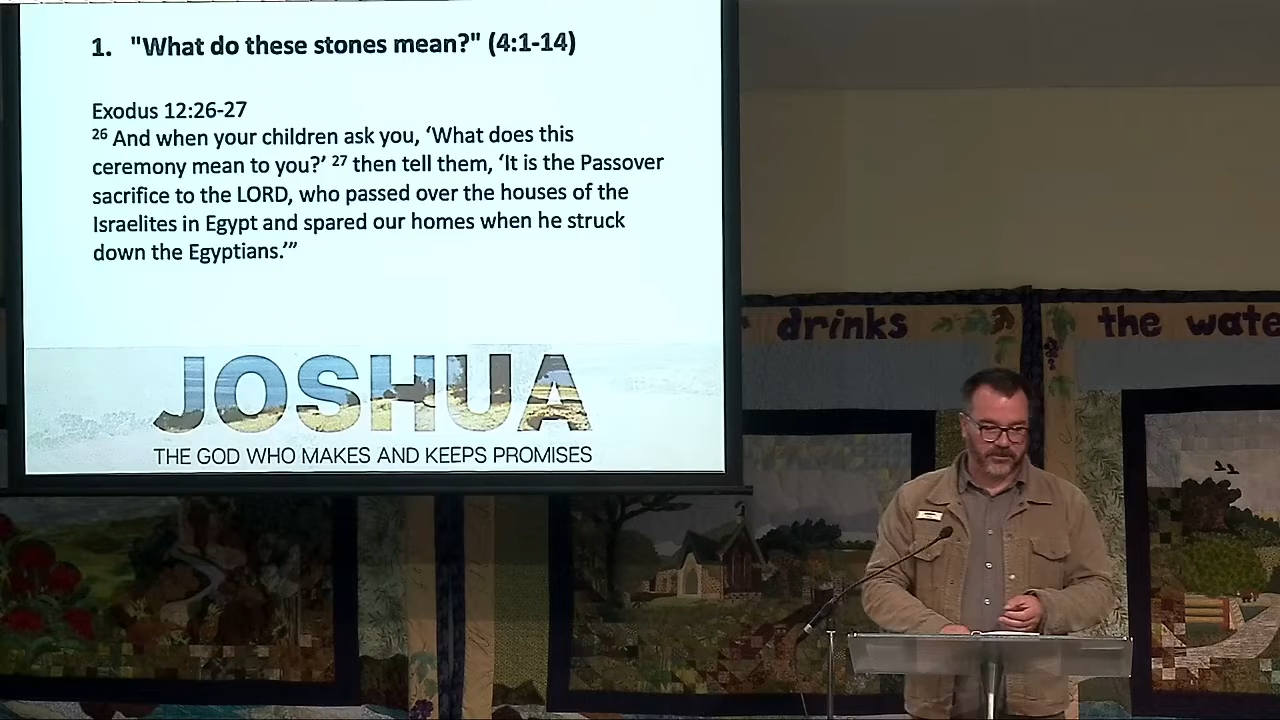 1. "What do these stones mean?" (4:1-14)
Exodus 12:26-27
26 And when your children ask you, ‘What does this
ceremony mean to you?’ 27 then tell them, ‘It is the Passover
sacrifice to the LORD, who passed over the houses of the
Israelites in Egypt and spared our homes when he struck
down the Egyptians.’”
JOSHUA
THE GOD WHO MAKES AND KEEPS PROMISES
drinks
the wate